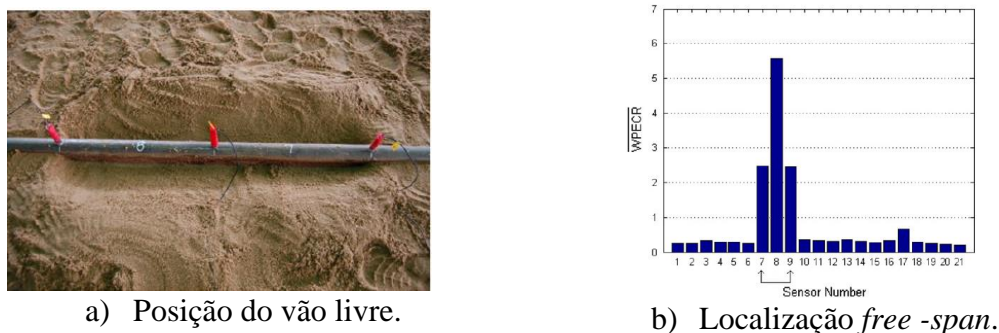 7
6
5
4
3
2
1
0
WPECR
1 2 3 4 5 6 7 8 9 10 11 12 13 14 15 16 17 18 19 20 21
Sensor Number
a) Posição do vão livre.
b) Localização free -span.